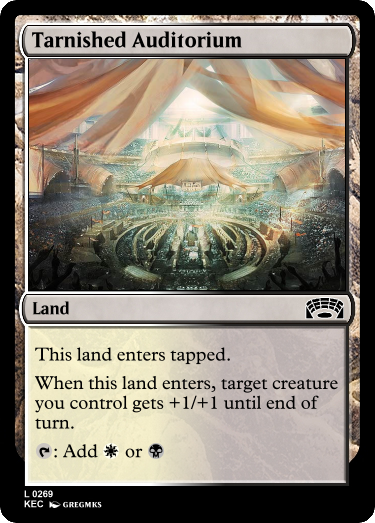 Tarnished Auditorium
Land
This land enters tapped.
When this land enters, target creature
you control gets +1/+1 until end of
turn.
: Add or
L 0269
KEC GREGMKS